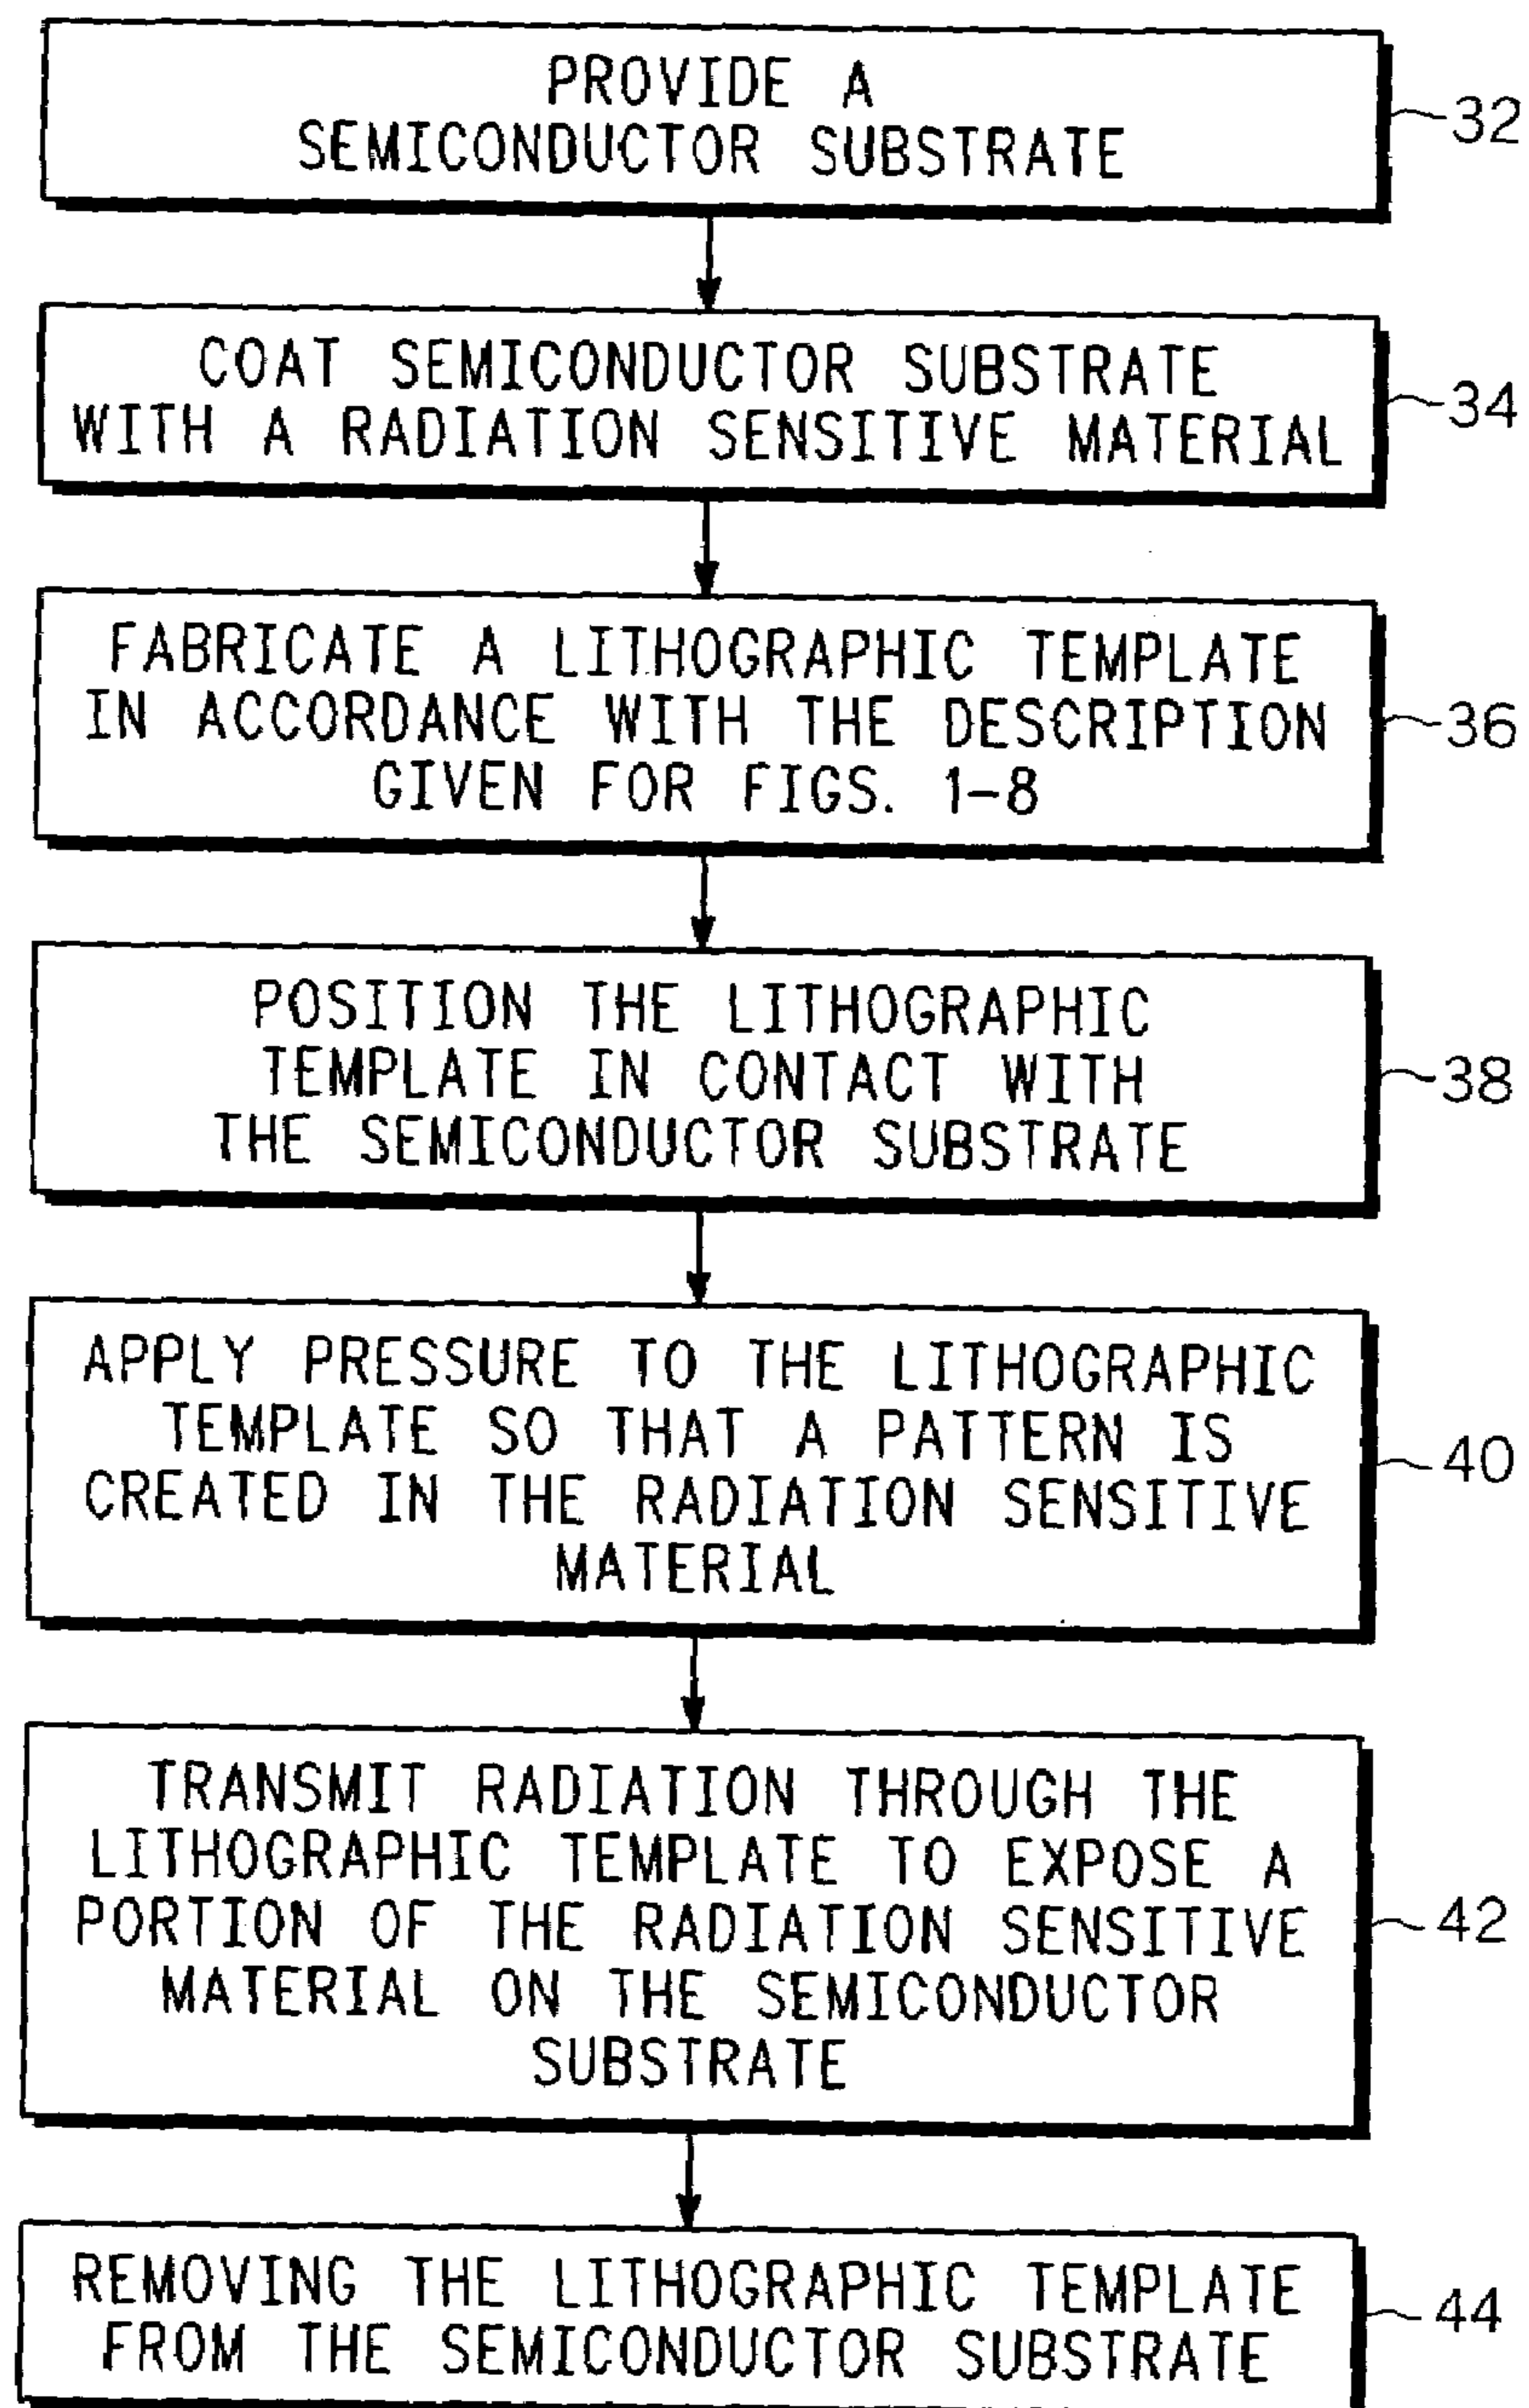 PROVIDE A
SEMICONDUCTOR SUBSTRATE
32
COAT SEMICONDUCTOR SUBSTRATE
WITH A RADIATION SENSITIVE MATERIAL
34
FABRICATE A LITHOGRAPHIC TEMPLATE
IN ACCORDANCE WITH THE DESCRIPTION
GIVEN FOR FIGS. 1-8
36
POSITION THE LITHOGRAPHIC
TEMPLATE IN CONTACT WITH
THE SEMICONDUCTOR SUBSTRATE
38
APPLY PRESSURE TO THE LITHOGRAPHIC
TEMPLATE SO THAT A PATTERN IS
CREATED IN THE RADIATION SENSITIVE
MATERIAL
40
TRANSMIT RADIATION THROUGH THE
LITHOGRAPHIC TEMPLATE TO EXPOSE A
PORTION OF THE RADIATION SENSITIVE
MATERIAL ON THE SEMICONDUCTOR
SUBSTRATE
42
REMOVING THE LITHOGRAPHIC TEMPLATE
FROM THE SEMICONDUCTOR SUBSTRATE
44